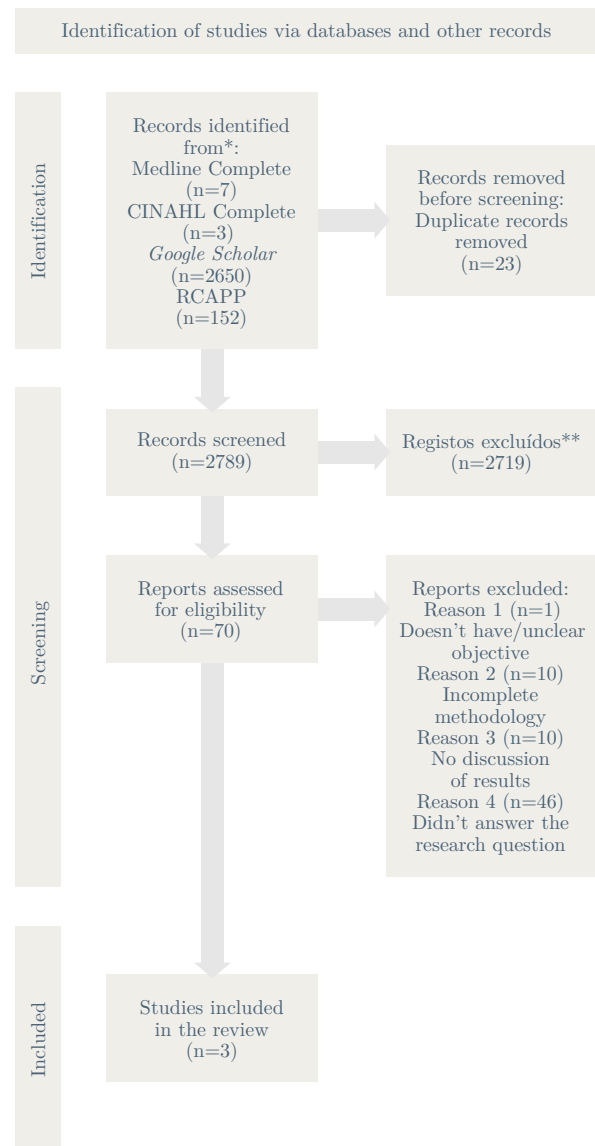 Identification of studies via databases and other records
Identification
Records identified
from*:
Medline Complete
(n=7)
CINAHL Complete
(n=3)
Google Scholar
(n=2650)
RCAPP
(n=152)
Records removed
before screening:
Duplicate records
removed
(n=23)
Screening
Records screened
(n=2789)
Registos excluídos**
(n=2719)
Reports assessed
for eligibility
(n=70)
Reports excluded:
Reason 1 (n=1)
Doesn't have/unclear
objective
Reason 2 (n=10)
Incomplete
methodology
Reason 3 (n=10)
No discussion
of results
Reason 4 (n=46)
Didn't answer the
research question
Included
Studies included
in the review
(n=3)